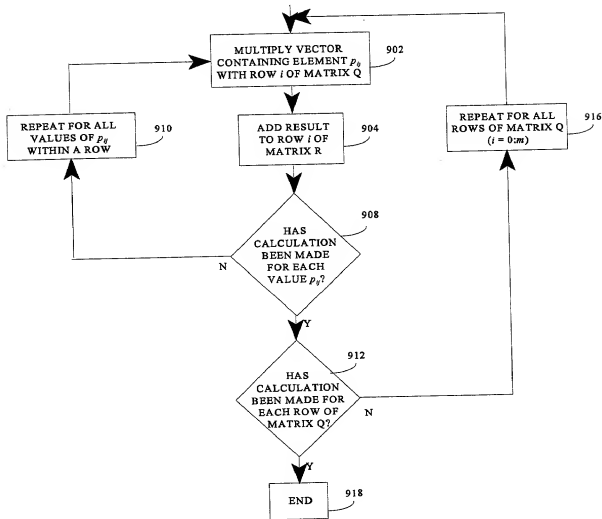 MULTIPLY VECTOR
CONTAINING ELEMENT pij
WITH ROW i OF MATRIX Q
902
REPEAT FOR ALL
VALUES OF pij
WITHIN A ROW
910
ADD RESULT
TO ROW i OF
MATRIX R
904
REPEAT FOR ALL
ROWS OF MATRIX Q
(i = 0:m)
916
HAS
CALCULATION
BEEN MADE
FOR EACH
VALUE pij?
908
N
Y
HAS
CALCULATION
BEEN MADE FOR
EACH ROW OF
MATRIX Q?
912
N
Y
END
918